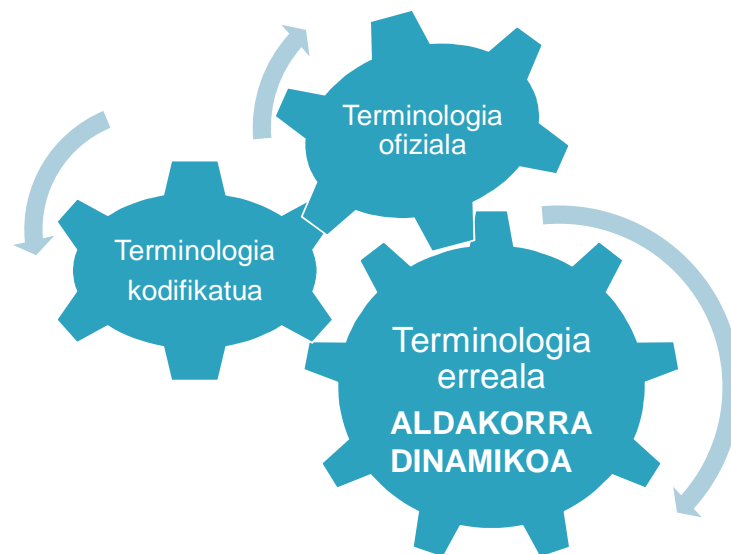 Terminologia
ofiziala
Terminologia
kodifikatua
Terminologia
erreala
ALDAKORRA
DINAMIKOA